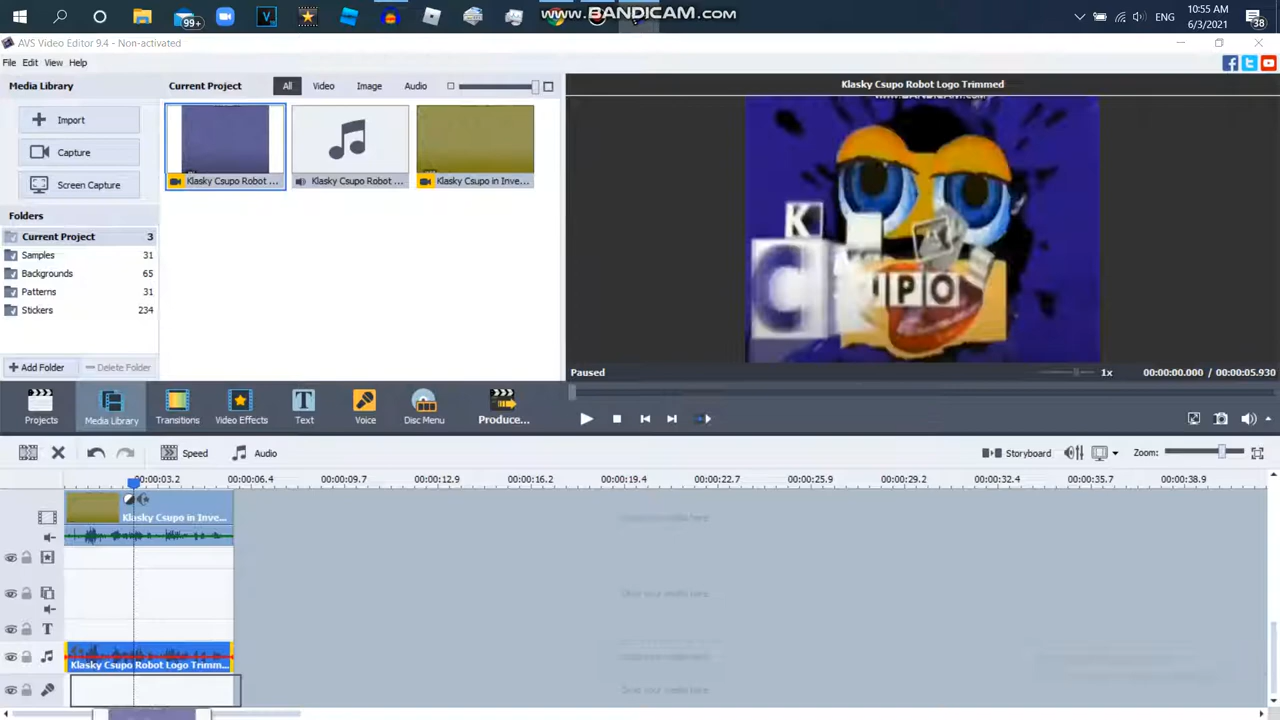 99+
www.BANDICAM.com
ENG
10:55 AM
6/3/2021
38
AVS Video Editor 9.4 - Non-activated
File Edit View Help
Media Library
Current Project
All
Video
Image
Audio
Klasky Csupo Robot Logo Trimmed
www.BANDICAM.com
Import
Capture
Screen Capture
Klasky Csupo Robot ...
Klasky Csupo Robot ...
Klasky Csupo in Inve...
K
C
UPO
Folders
Current Project 3
Samples 31
Backgrounds 65
Patterns 31
Stickers 234
Add Folder
Delete Folder
Paused
1x
00:00:00.000 / 00:00:05.930
Projects
Media Library
Transitions
Video Effects
Text
Voice
Disc Menu
Produce...
Speed
Audio
Storyboard
Zoom:
00:00:03.2 00:00:06.4 00:00:09.7 00:00:12.9 00:00:16.2 00:00:19.4 00:00:22.7 00:00:25.9 00:00:29.2 00:00:32.4 00:00:35.7 00:00:38.9
Klasky Csupo in Inve...
T
Klasky Csupo Robot Logo Trimm...